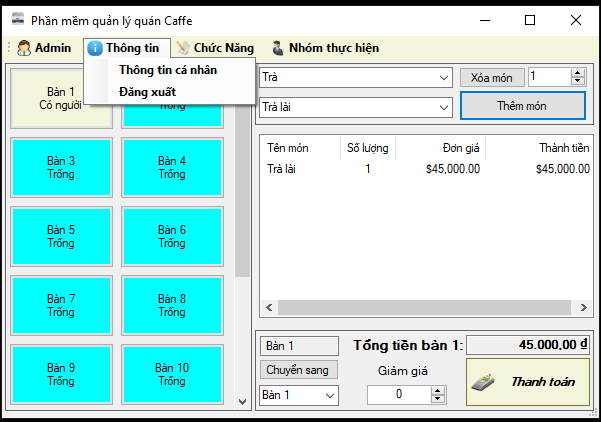 Phần mềm quản lý quán Caffe
Admin Thông tin Chức Năng Nhóm thực hiện
Thông tin cá nhân
Đăng xuất
Bàn 1
Có người
Bàn 3
Trống
Bàn 4
Trống
Bàn 5
Trống
Bàn 6
Trống
Bàn 7
Trống
Bàn 8
Trống
Bàn 9
Trống
Bàn 10
Trống
Trà
Xóa món 1
Trà lài
Thêm món
Tên món Số lượng Đơn giá Thành tiền
Trà lài 1 $45,000.00 $45,000.00
Bàn 1 Tổng tiền bàn 1: 45.000,00 ₫
Chuyển sang Giảm giá
Bàn 1 0
Thanh toán